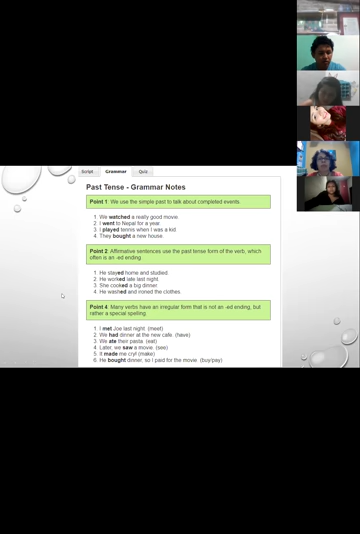 Script Grammar Quiz
Past Tense - Grammar Notes
Point 1: We use the simple past to talk about completed events.
1 We watched a really good movie.
2 I went to Nepal for a year.
3 I played tennis when I was a kid
4 They bought a new house.
Point 2: Affirmative sentences use the past tense form of the verb, which
often is an -ed ending
1 He stayed home and studied.
2 He worked late last night.
3 She cooked a big dinner.
4 He washed and ironed the clothes.
Point 4: Many verbs have an irregular form that is not an -ed ending, but
rather a special spelling.
1 I met Joe last night. (meet)
2 We had dinner at the new cafe. (have)
3 We ate their pasta. (eat)
4 Later, we saw a movie. (see)
5 It made me cry! (make)
6 He bought dinner, so I paid for the movie. (buy/pay)